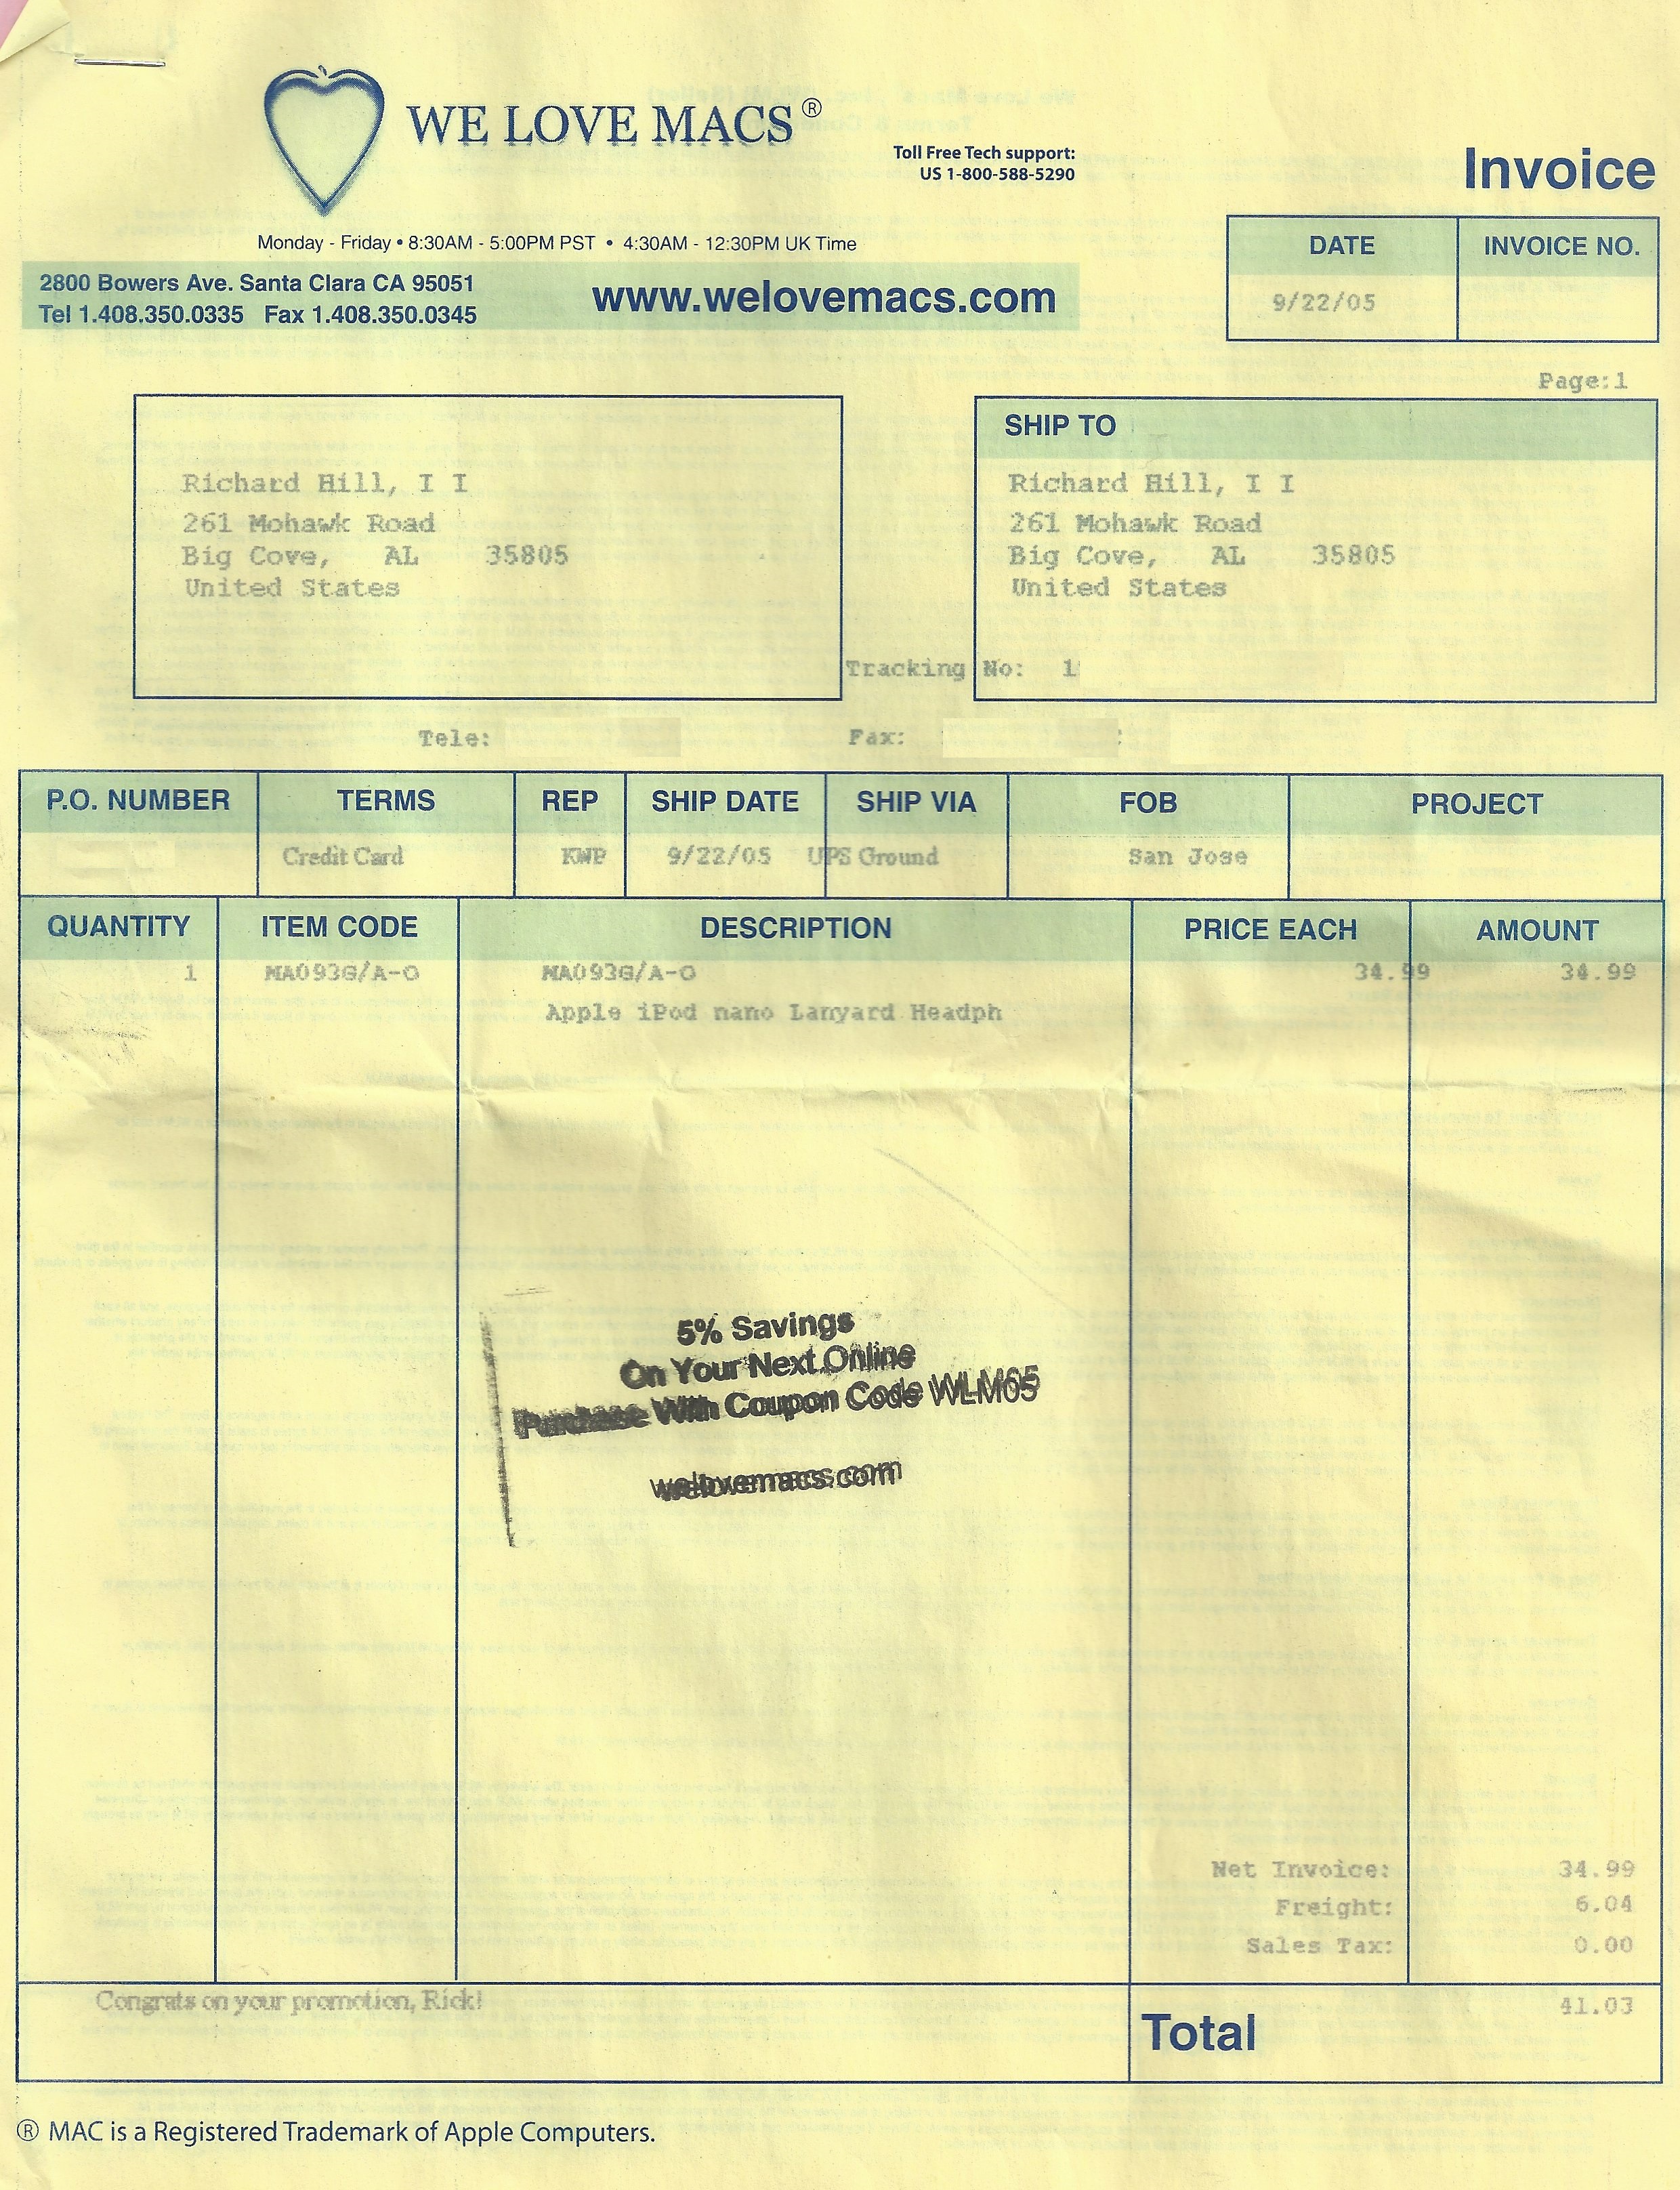 WE LOVE MACS®
Toll Free Tech support:
US 1-800-588-5290
Invoice
Monday - Friday • 8:30AM - 5:00PM PST • 4:30AM - 12:30PM UK Time
2800 Bowers Ave. Santa Clara CA 95051
Tel 1.408.350.0335 Fax 1.408.350.0345
www.welovemacs.com
DATE INVOICE NO.
9/22/05
Page:1
SHIP TO
Richard Hill, I I
261 Mohawk Road
Big Cove, AL 35805
United States
Richard Hill, I I
261 Mohawk Road
Big Cove, AL 35805
United States
Tracking No: 1
Tele: Fax:
P.O. NUMBER TERMS REP SHIP DATE SHIP VIA FOB PROJECT
Credit Card KWP 9/22/05 UPS Ground San Jose
QUANTITY ITEM CODE DESCRIPTION PRICE EACH AMOUNT
1 MA093G/A-O MA093G/A-O 34.99 34.99
Apple iPod nano Lanyard Headph
5% Savings
On Your Next Online
Purchase With Coupon Code WLM05
welovemacs.com
Net Invoice: 34.99
Freight: 6.04
Sales Tax: 0.00
Congrats on your promotion, Rick!
Total 41.03
® MAC is a Registered Trademark of Apple Computers.